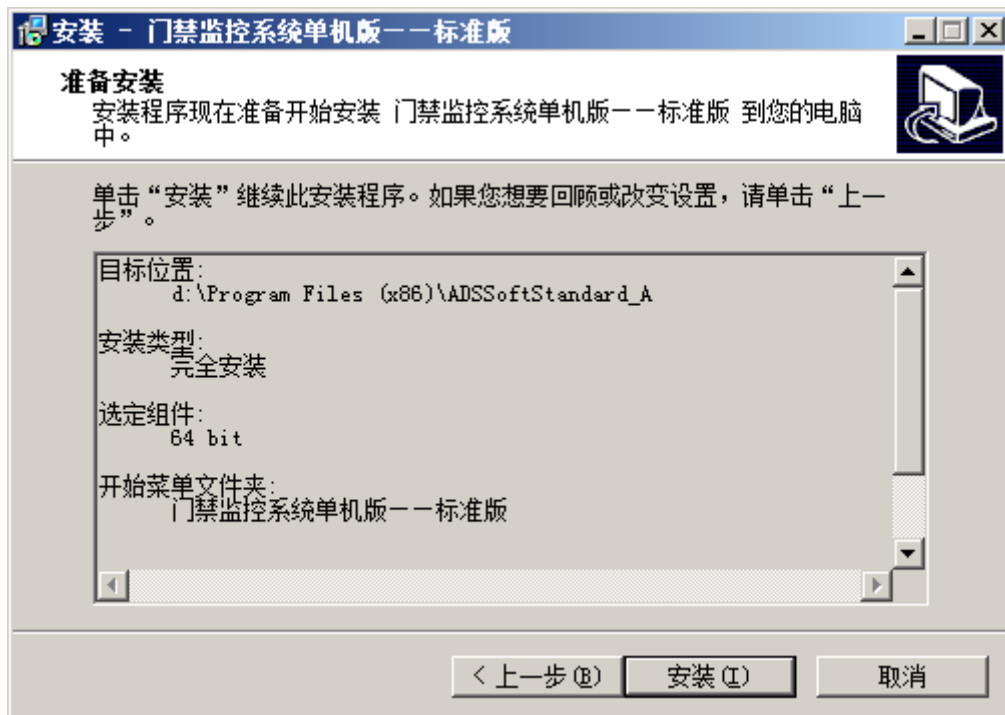 安装 - 门禁监控系统单机版——标准版
准备安装
安装程序现在准备开始安装 门禁监控系统单机版——标准版 到您的电脑
中。
单击“安装”继续此安装程序。如果您想要回顾或改变设置，请单击“上一
步”。
目标位置:
d:\Program Files (x86)\ADSSoftStandard_A
安装类型:
完全安装
选定组件:
64 bit
开始菜单文件夹:
门禁监控系统单机版——标准版
< 上一步(B)
安装(I)
取消